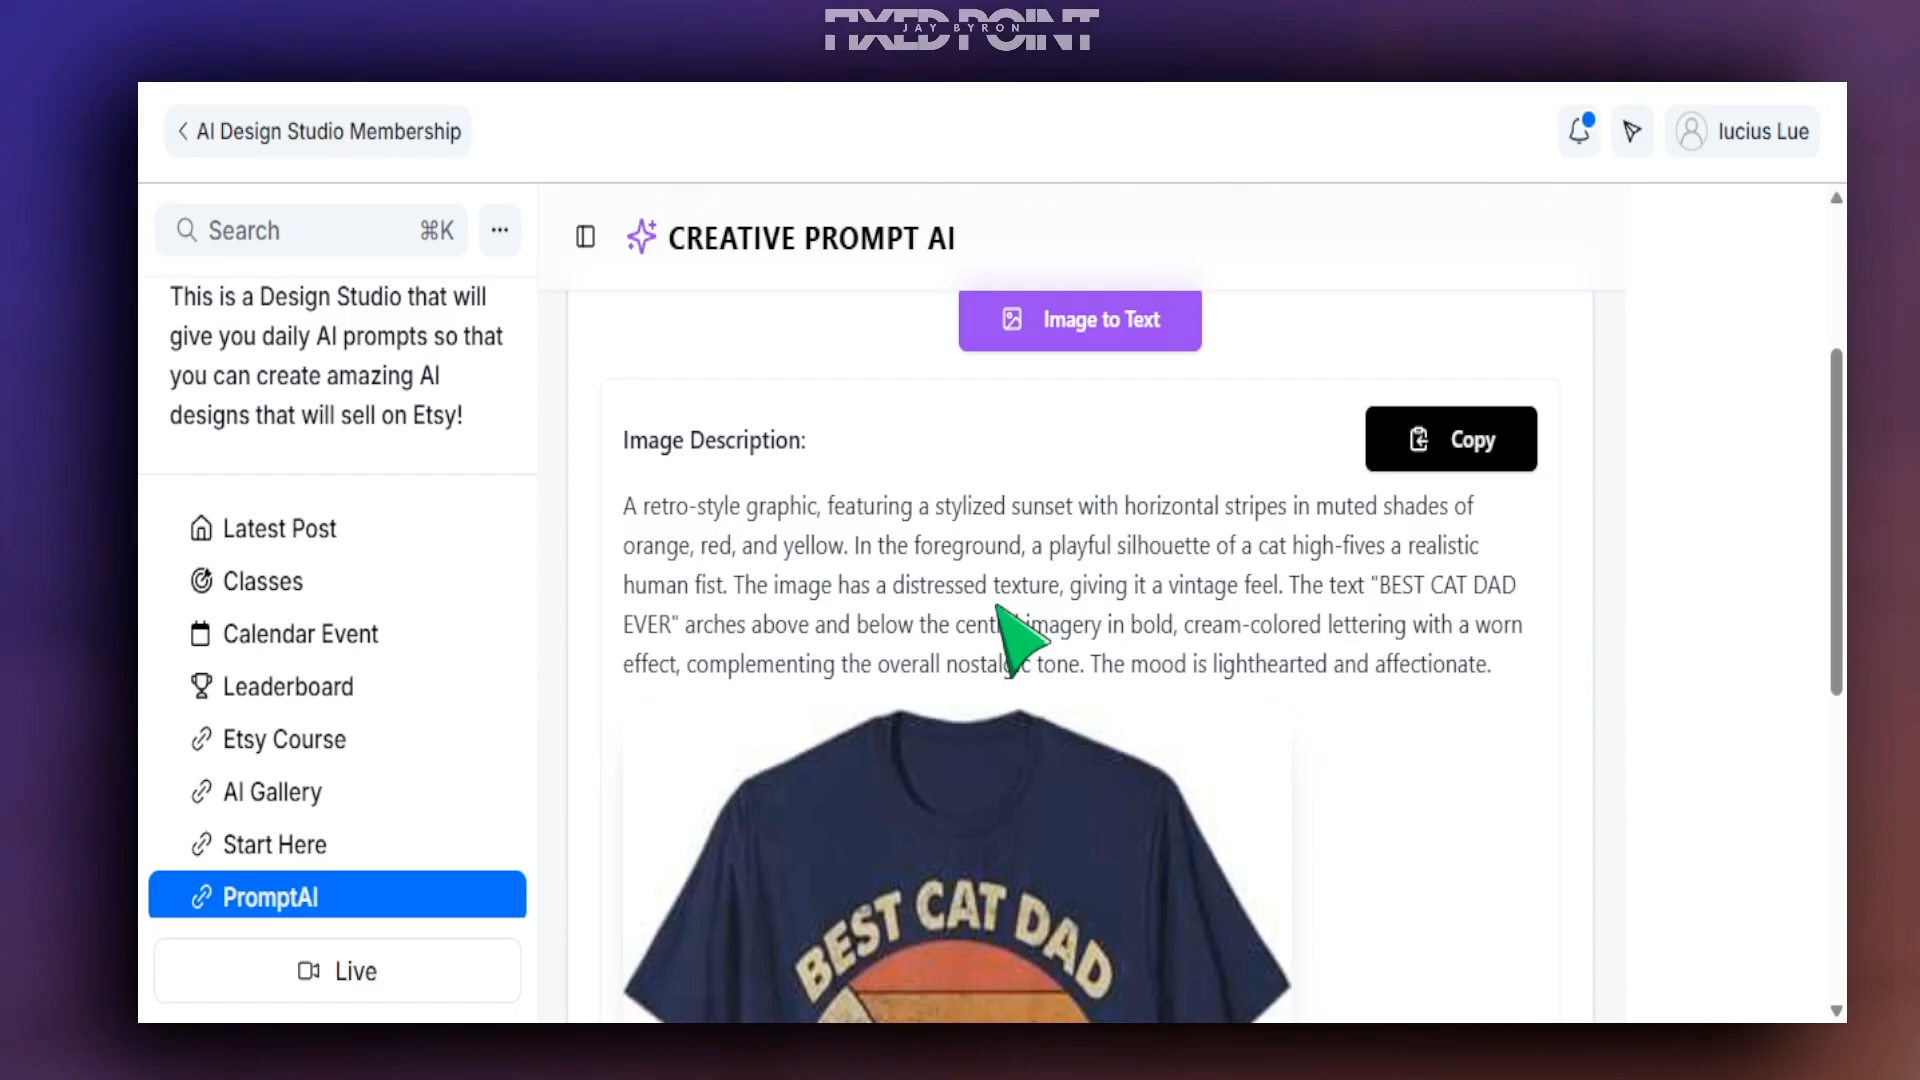 FIXED POINT
JAY BYRON
AI Design Studio Membership
lucius Lue
Search ⌘K
This is a Design Studio that will
give you daily AI prompts so that
you can create amazing AI
designs that will sell on Etsy!
Latest Post
Classes
Calendar Event
Leaderboard
Etsy Course
AI Gallery
Start Here
PromptAI
Live
CREATIVE PROMPT AI
Image to Text
Image Description:
Copy
A retro-style graphic, featuring a stylized sunset with horizontal stripes in muted shades of
orange, red, and yellow. In the foreground, a playful silhouette of a cat high-fives a realistic
human fist. The image has a distressed texture, giving it a vintage feel. The text "BEST CAT DAD
EVER" arches above and below the central imagery in bold, cream-colored lettering with a worn
effect, complementing the overall nostalgic tone. The mood is lighthearted and affectionate.
BEST CAT DAD